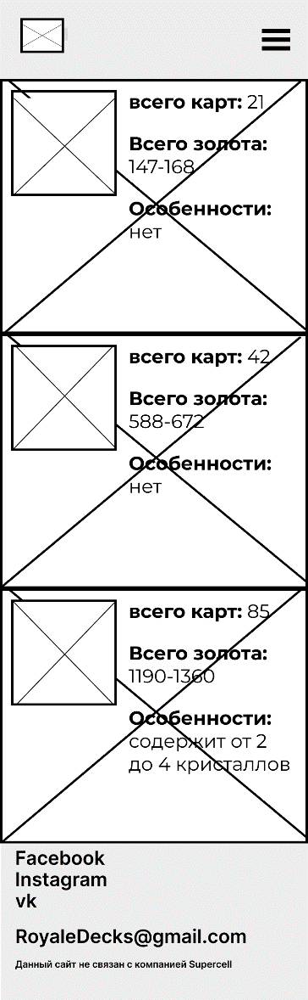 всего карт: 21
Всего золота:
147-168
Особенности:
нет
всего карт: 42
Всего золота:
588-672
Особенности:
нет
всего карт: 85
Всего золота:
1190-1360
Особенности:
содержит от 2
до 4 кристаллов
Facebook
Instagram
vk
RoyaleDecks@gmail.com
Данный сайт не связан с компанией Supercell